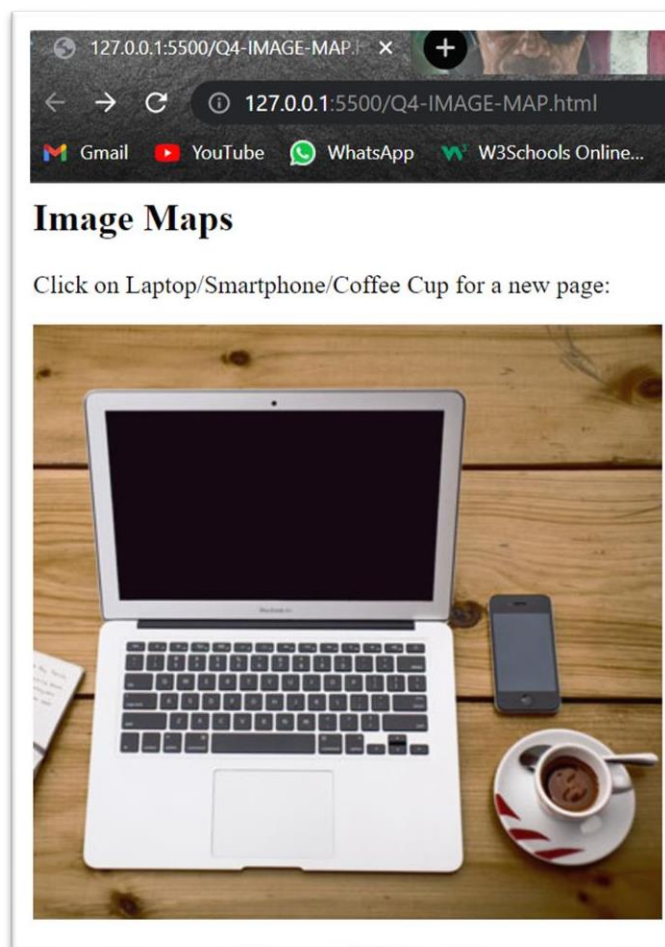 127.0.0.1:5500/Q4-IMAGE-MAP.
127.0.0.1:5500/Q4-IMAGE-MAP.html
Gmail YouTube WhatsApp W3Schools Online...
Image Maps
Click on Laptop/Smartphone/Coffee Cup for a new page: